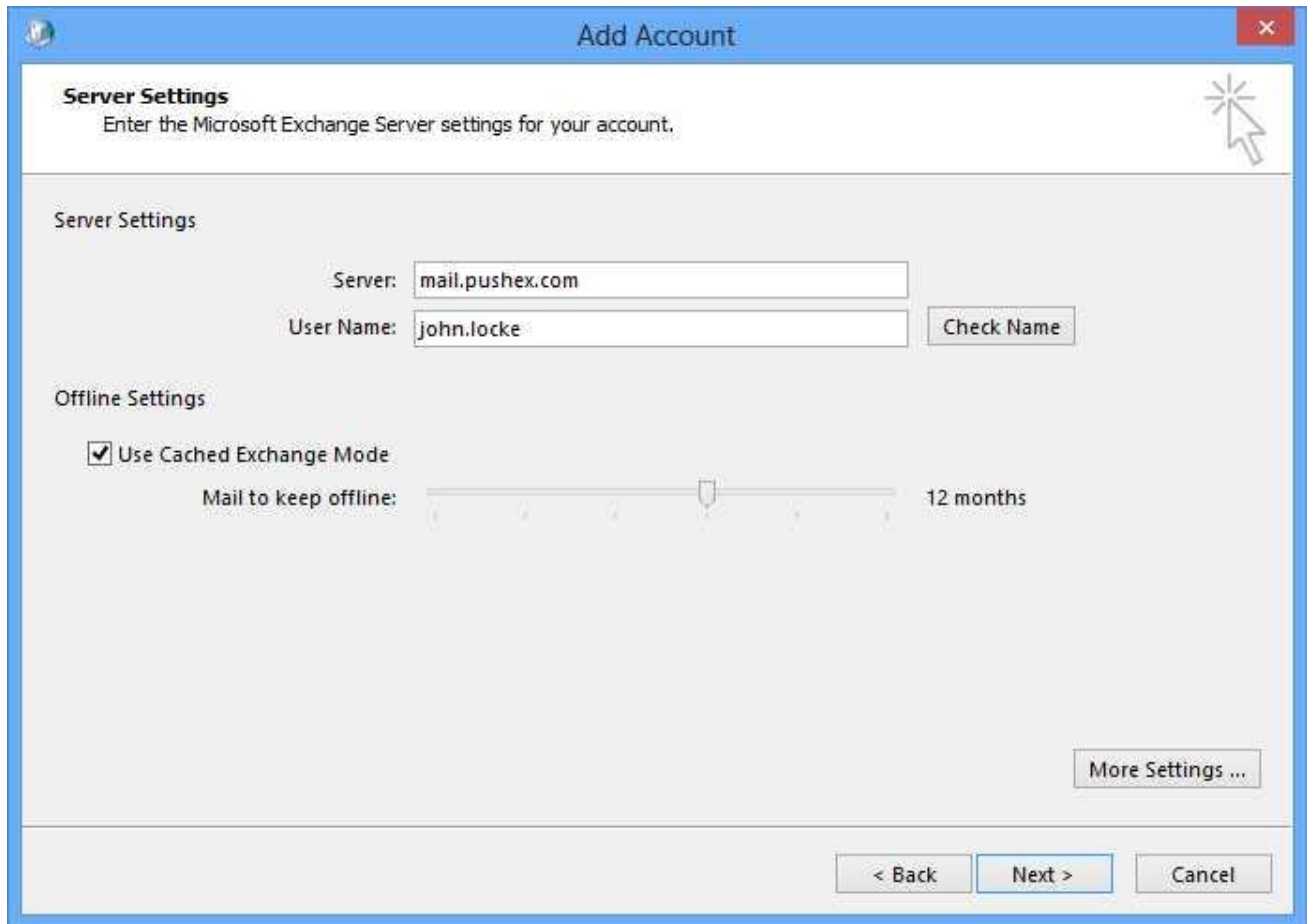 Add Account
Server Settings
Enter the Microsoft Exchange Server settings for your account.
Server Settings
Server: mail.pushex.com
User Name: john.locke Check Name
Offline Settings
Use Cached Exchange Mode
Mail to keep offline: 12 months
More Settings ...
< Back Next > Cancel